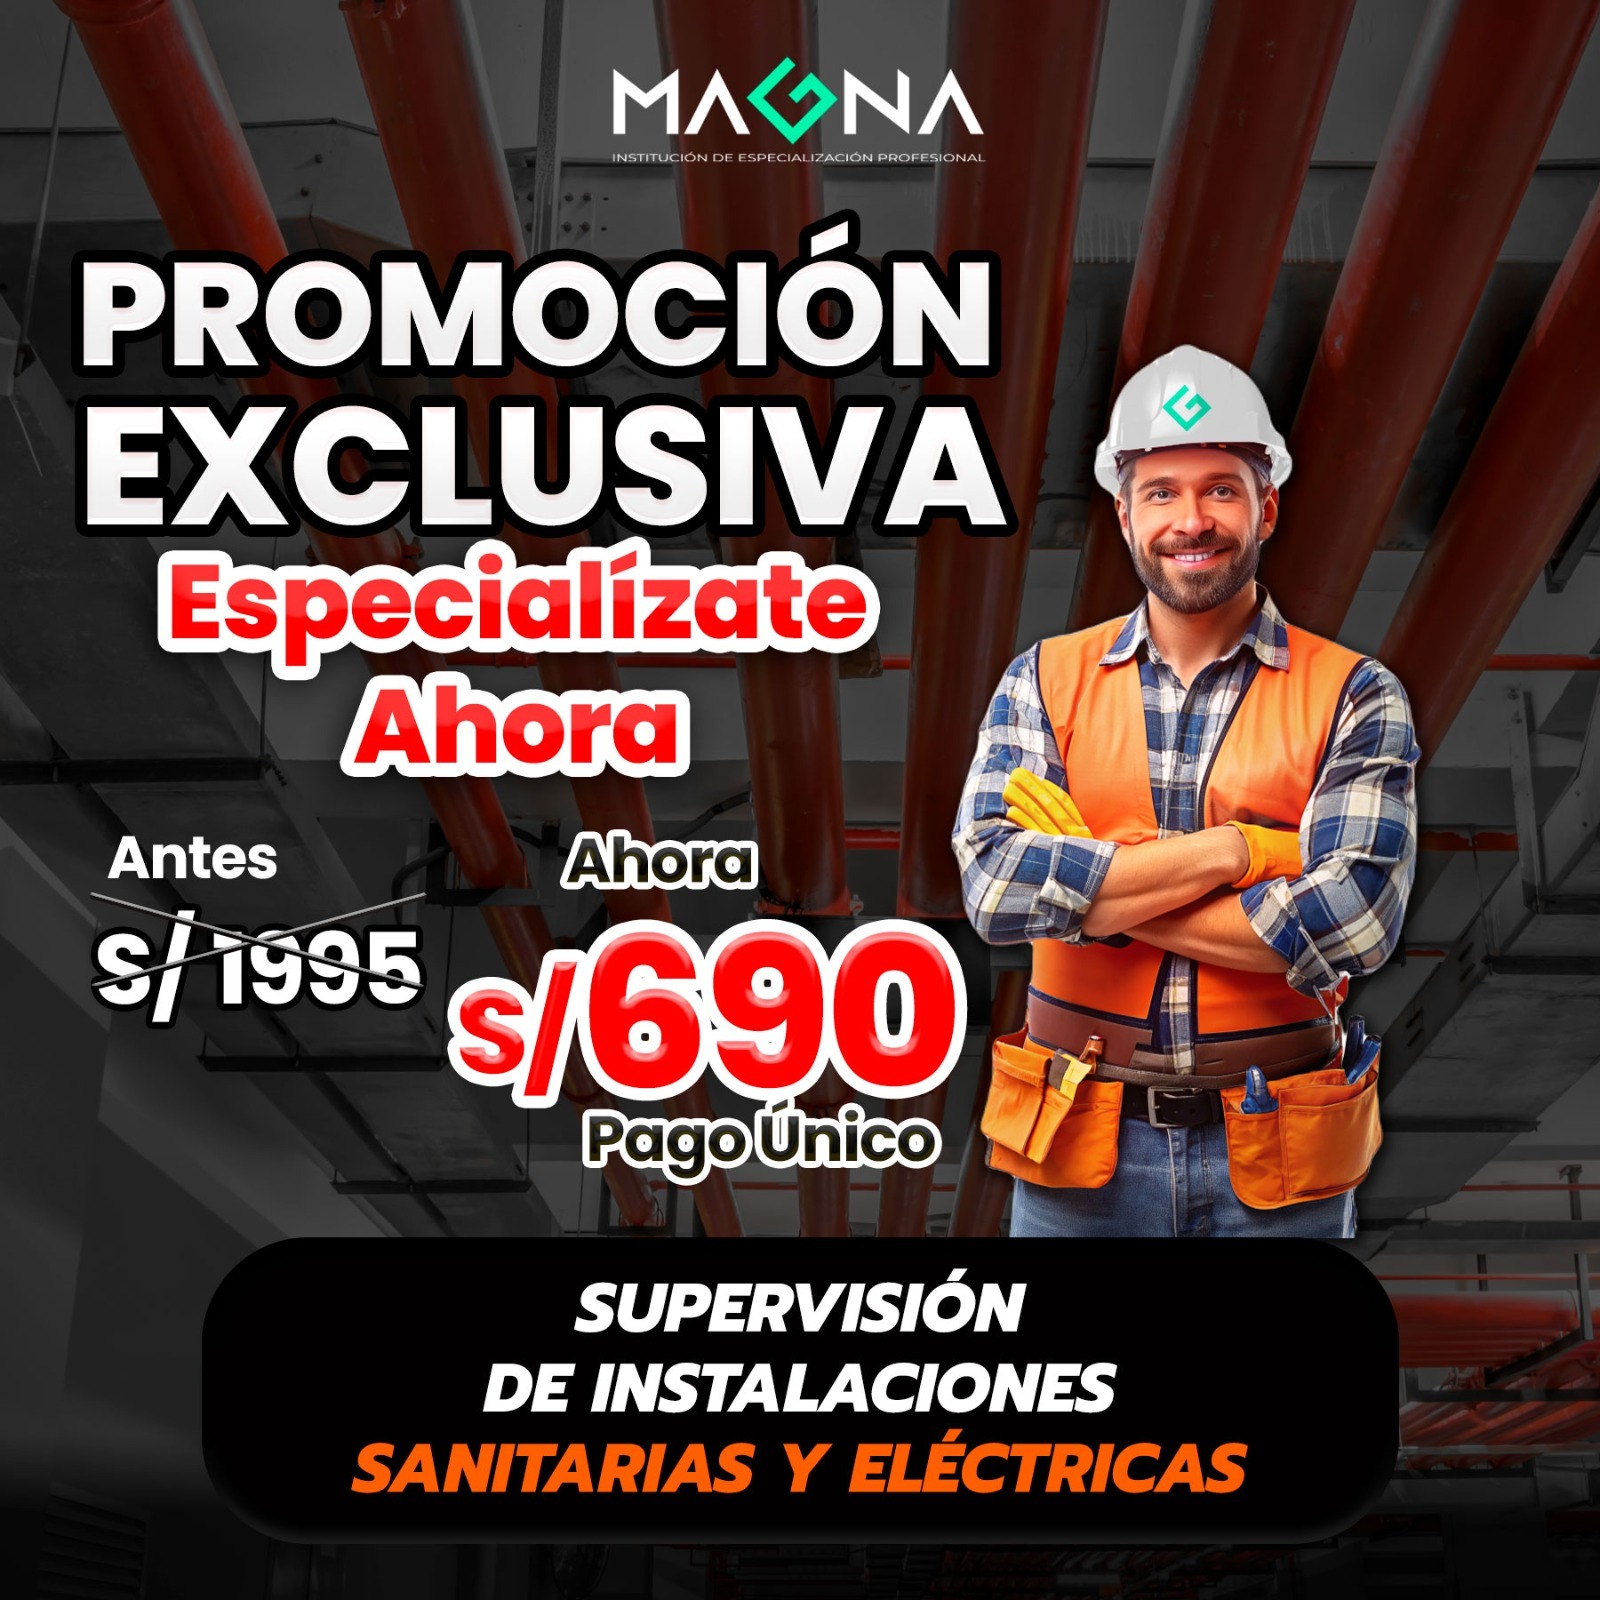 MAGNA
INSTITUCIÓN DE ESPECIALIZACIÓN PROFESIONAL
PROMOCIÓN
EXCLUSIVA
Especialízate
Ahora
Antes
S/ 1995
Ahora
S/690
Pago Único
SUPERVISIÓN
DE INSTALACIONES
SANITARIAS Y ELÉCTRICAS